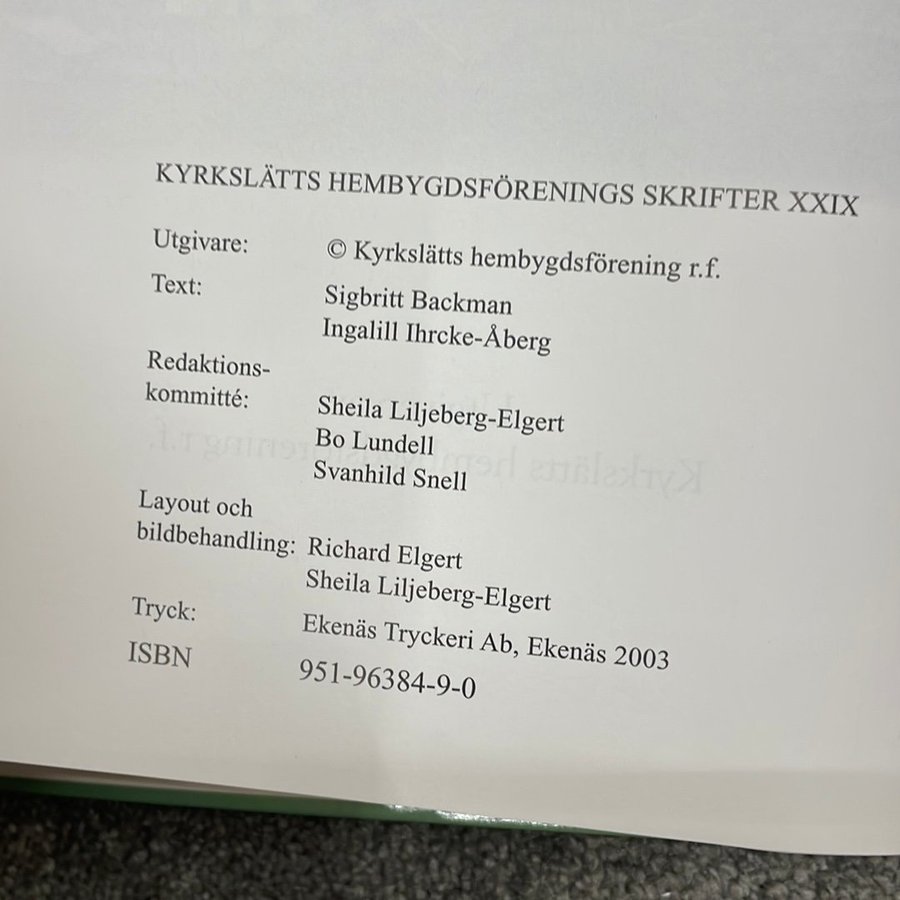 KYRKSLÄTTS HEMBYGDSFÖRENINGS SKRIFTER XXIX
Utgivare: © Kyrkslätts hembygdsförening r.f.
Text: Sigbritt Backman
Ingalill Ihrcke-Åberg
Redaktions-
kommitté: Sheila Liljeberg-Elgert
Bo Lundell
Svanhild Snell
Layout och
bildbehandling: Richard Elgert
Sheila Liljeberg-Elgert
Tryck: Ekenäs Tryckeri Ab, Ekenäs 2003
ISBN 951-96384-9-0